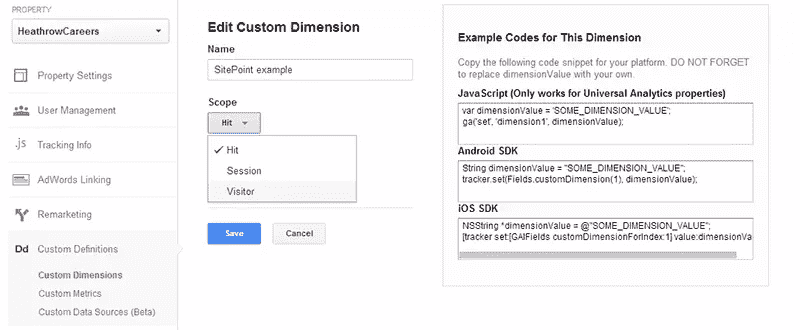 PROPERTY
HeathrowCareers
Property Settings
User Management
.js Tracking Info
AdWords Linking
Remarketing
Dd Custom Definitions
Custom Dimensions
Custom Metrics
Custom Data Sources (Beta)
Edit Custom Dimension
Name
SitePoint example
Scope
Hit
Hit
Session
Visitor
Save
Cancel
Example Codes for This Dimension
Copy the following code snippet for your platform. DO NOT FORGET
to replace dimensionValue with your own.
JavaScript (Only works for Universal Analytics properties)
var dimensionValue = 'SOME_DIMENSION_VALUE';
ga('set', 'dimension1', dimensionValue);
Android SDK
String dimensionValue = "SOME_DIMENSION_VALUE";
tracker.set(Fields.customDimension(1), dimensionValue);
iOS SDK
NSString *dimensionValue = @"SOME_DIMENSION_VALUE";
[tracker set:[GAIFields customDimensionForIndex:1] value:dimensionVa